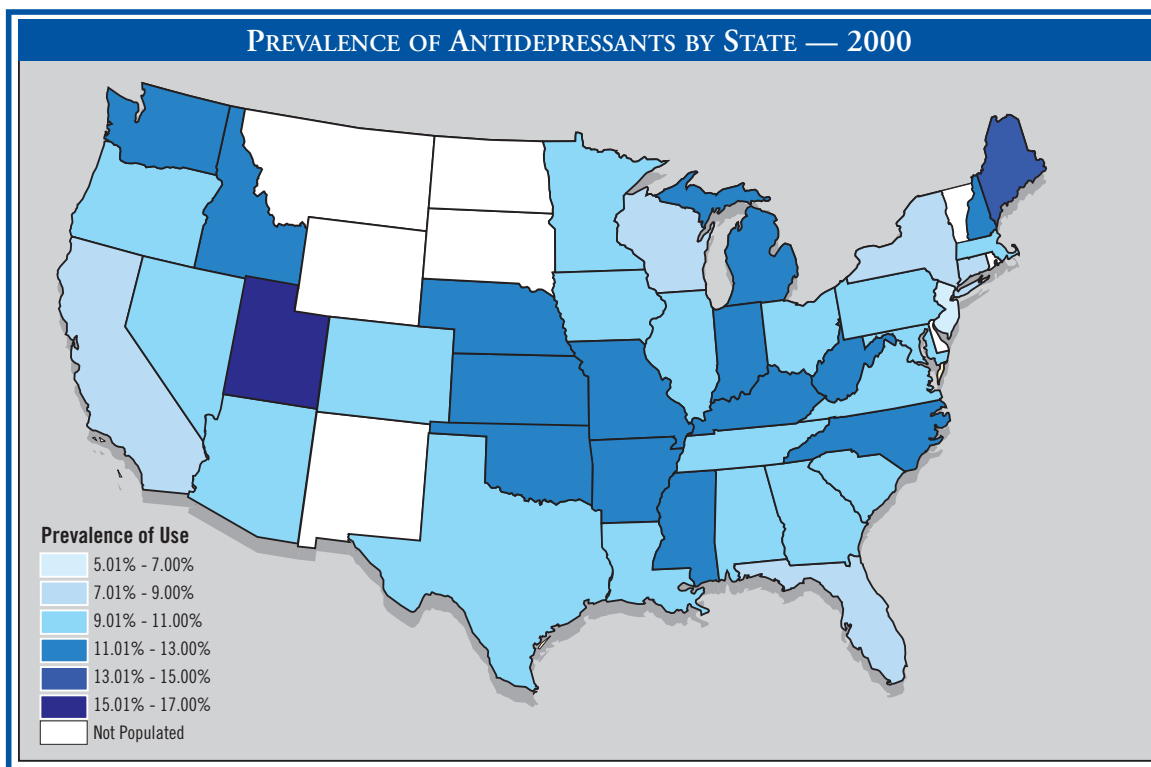 PREVALENCE OF ANTIDEPRESSANTS BY STATE — 2000
Prevalence of Use
5.01% - 7.00%
7.01% - 9.00%
9.01% - 11.00%
11.01% - 13.00%
13.01% - 15.00%
15.01% - 17.00%
Not Populated